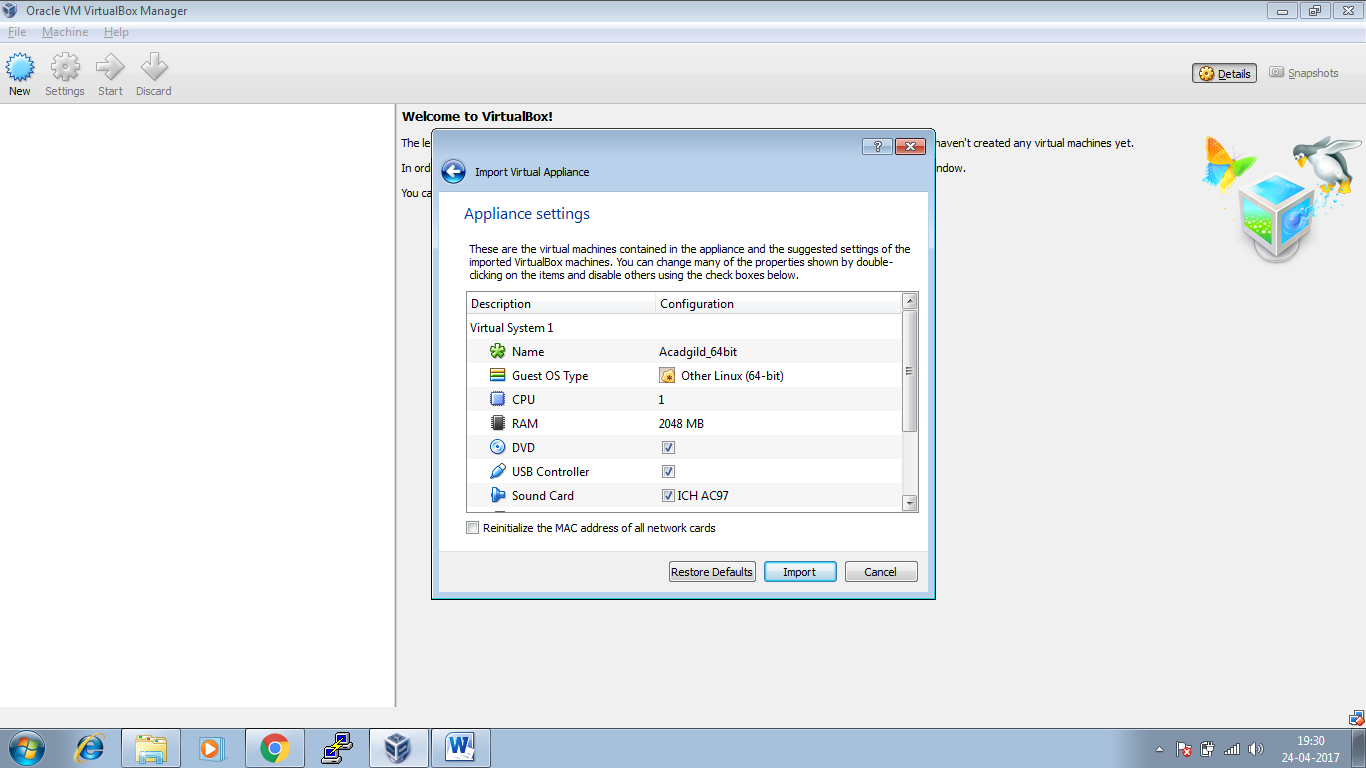 Oracle VM VirtualBox Manager
File Machine Help
New Settings Start Discard
Details Snapshots
Welcome to VirtualBox!
The le
haven't created any virtual machines yet.
In ord
ndow.
You ca
?
Import Virtual Appliance
Appliance settings
These are the virtual machines contained in the appliance and the suggested settings of the
imported VirtualBox machines. You can change many of the properties shown by double-
clicking on the items and disable others using the check boxes below.
Description Configuration
Virtual System 1
Name Acadgild_64bit
Guest OS Type Other Linux (64-bit)
CPU 1
RAM 2048 MB
DVD
USB Controller
Sound Card ICH AC97
Reinitialize the MAC address of all network cards
Restore Defaults Import Cancel
W
19:30
24-04-2017